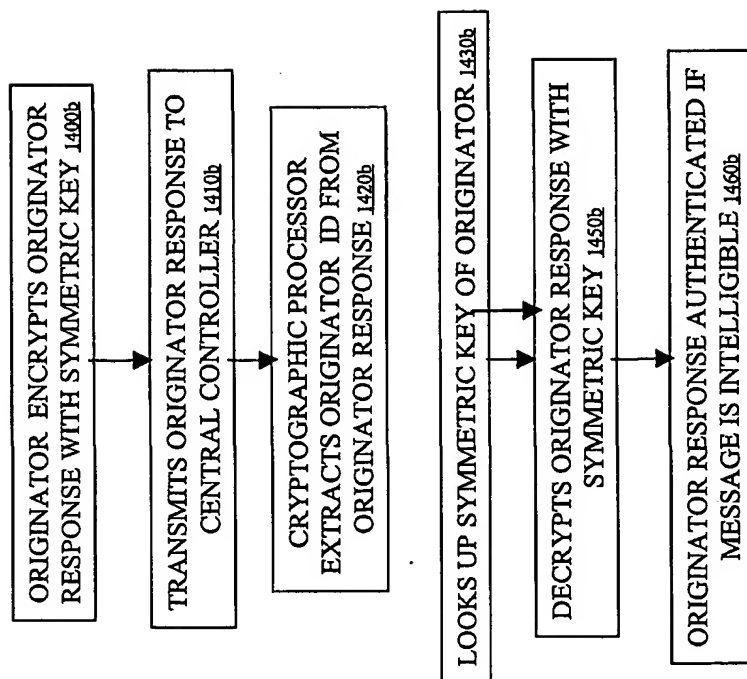 ORIGINATOR ENCRYPTS ORIGINATOR
RESPONSE WITH SYMMETRIC KEY 1400b
TRANSMITS ORIGINATOR RESPONSE TO
CENTRAL CONTROLLER 1410b
CRYPTOGRAPHIC PROCESSOR
EXTRACTS ORIGINATOR ID FROM
ORIGINATOR RESPONSE 1420b
LOOKS UP SYMMETRIC KEY OF ORIGINATOR 1430b
DECRYPTS ORIGINATOR RESPONSE WITH
SYMMETRIC KEY 1450b
ORIGINATOR RESPONSE AUTHENTICATED IF
MESSAGE IS INTELLIGIBLE 1460b